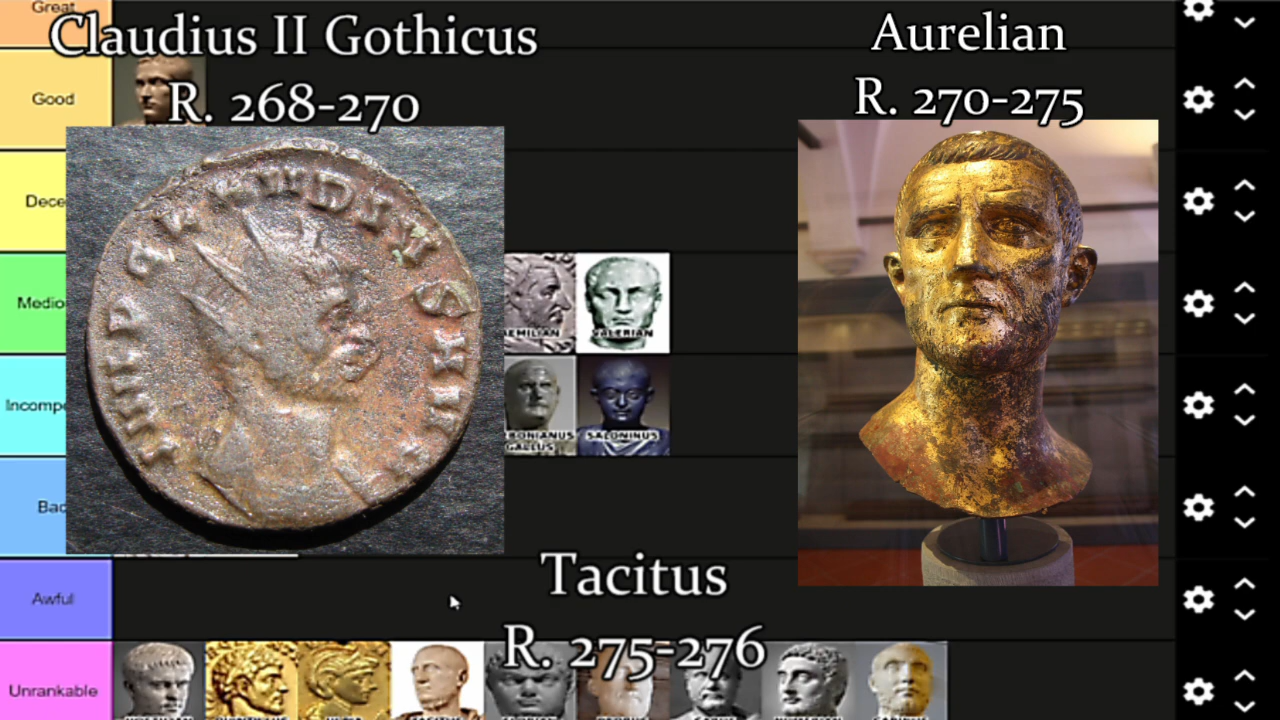 Great
Claudius II Gothicus
R. 268-270
Aurelian
R. 270-275
Good
Dece
Medio
VALERIAN
Incompe
GALLUS
SALONINUS
Bad
Tacitus
R. 275-276
Awful
Unrankable